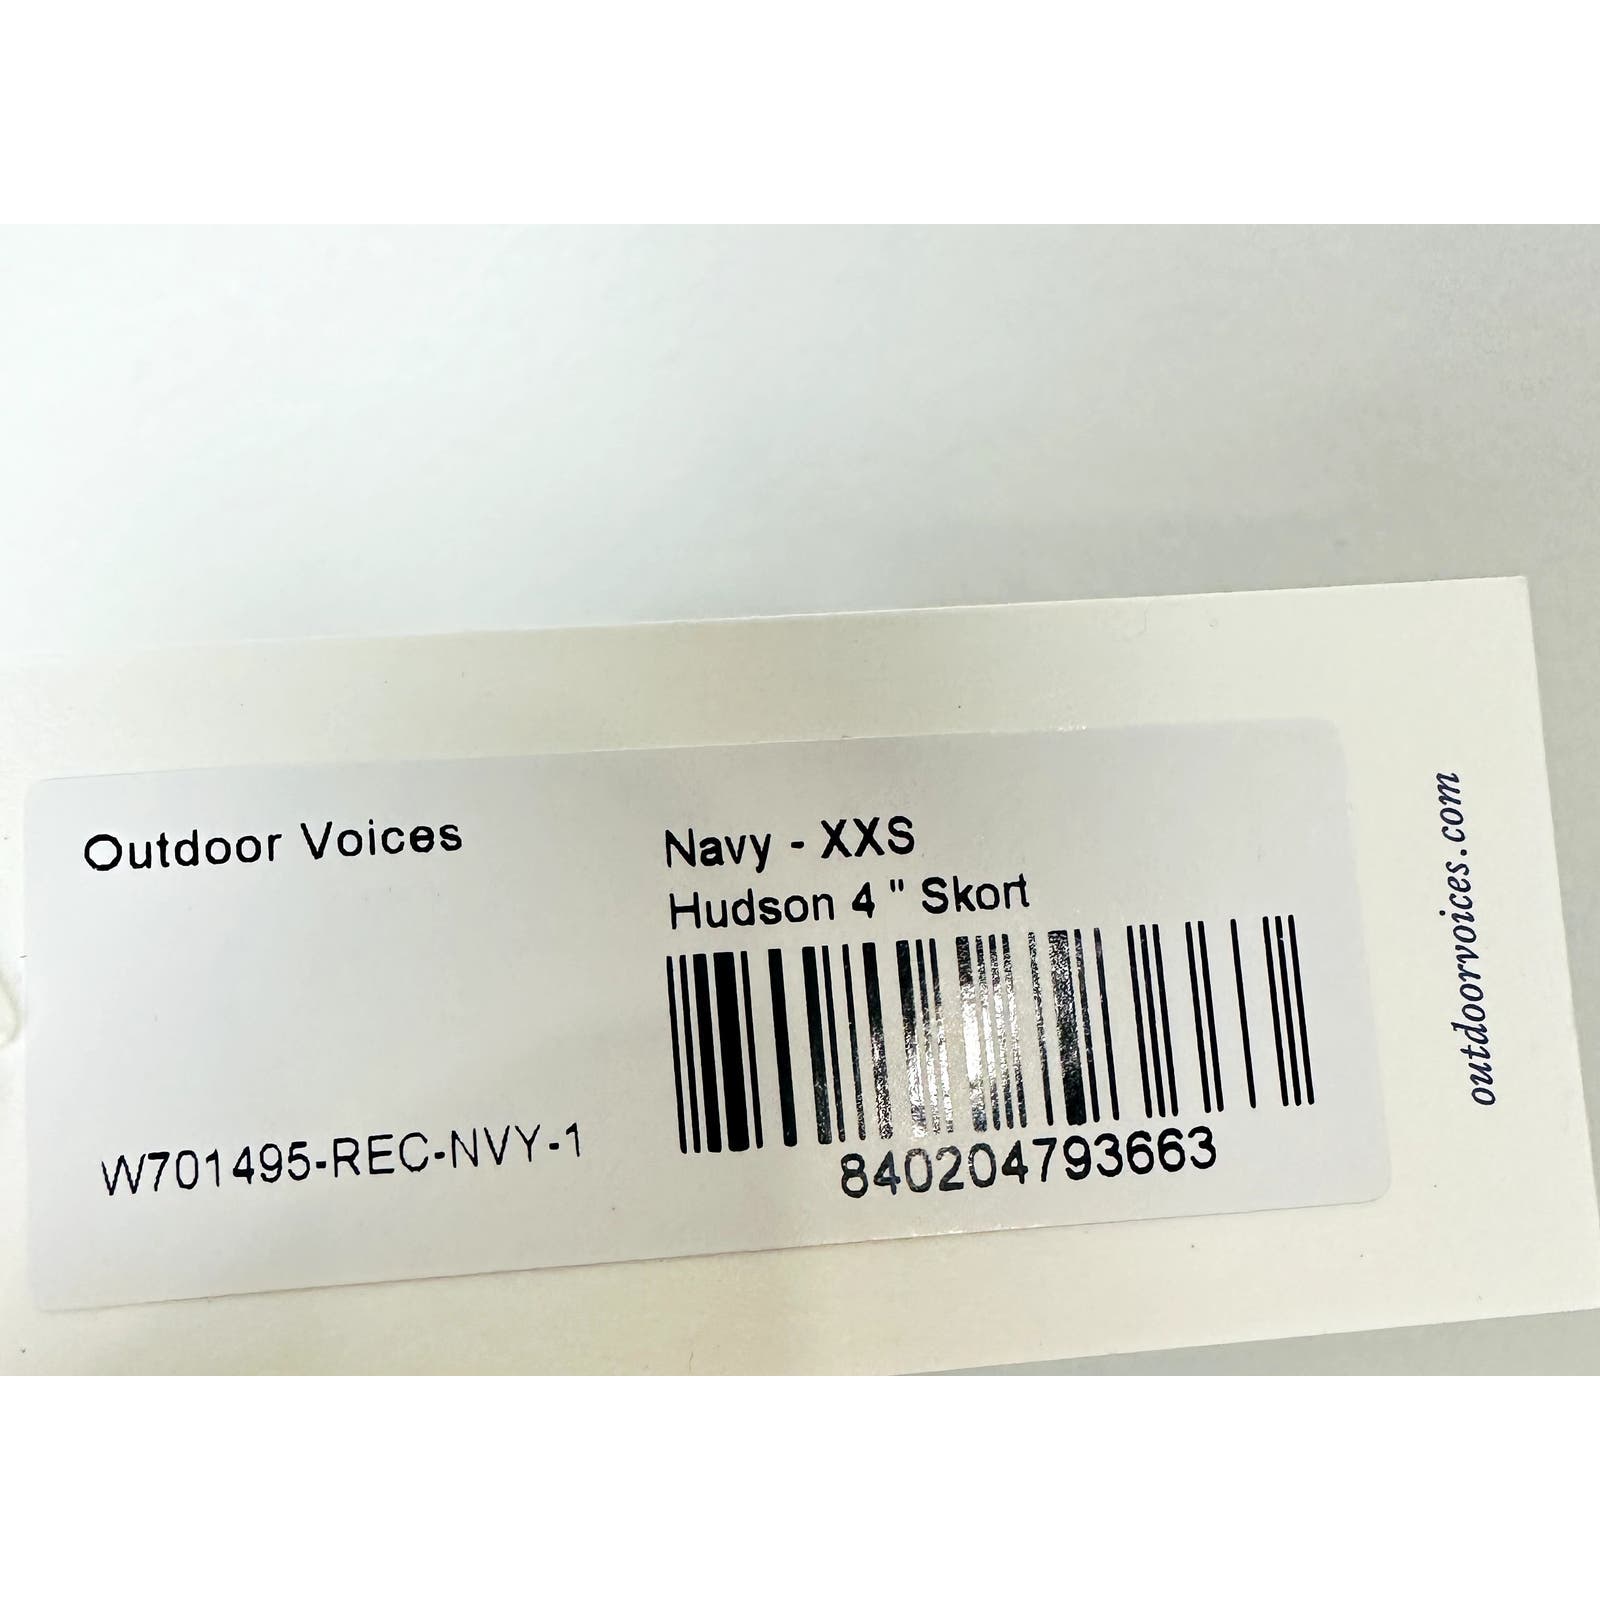 Outdoor Voices
Navy - XXS
Hudson 4 " Skort
W701495-REC-NVY-1
840204793663
outdoorvoices.com